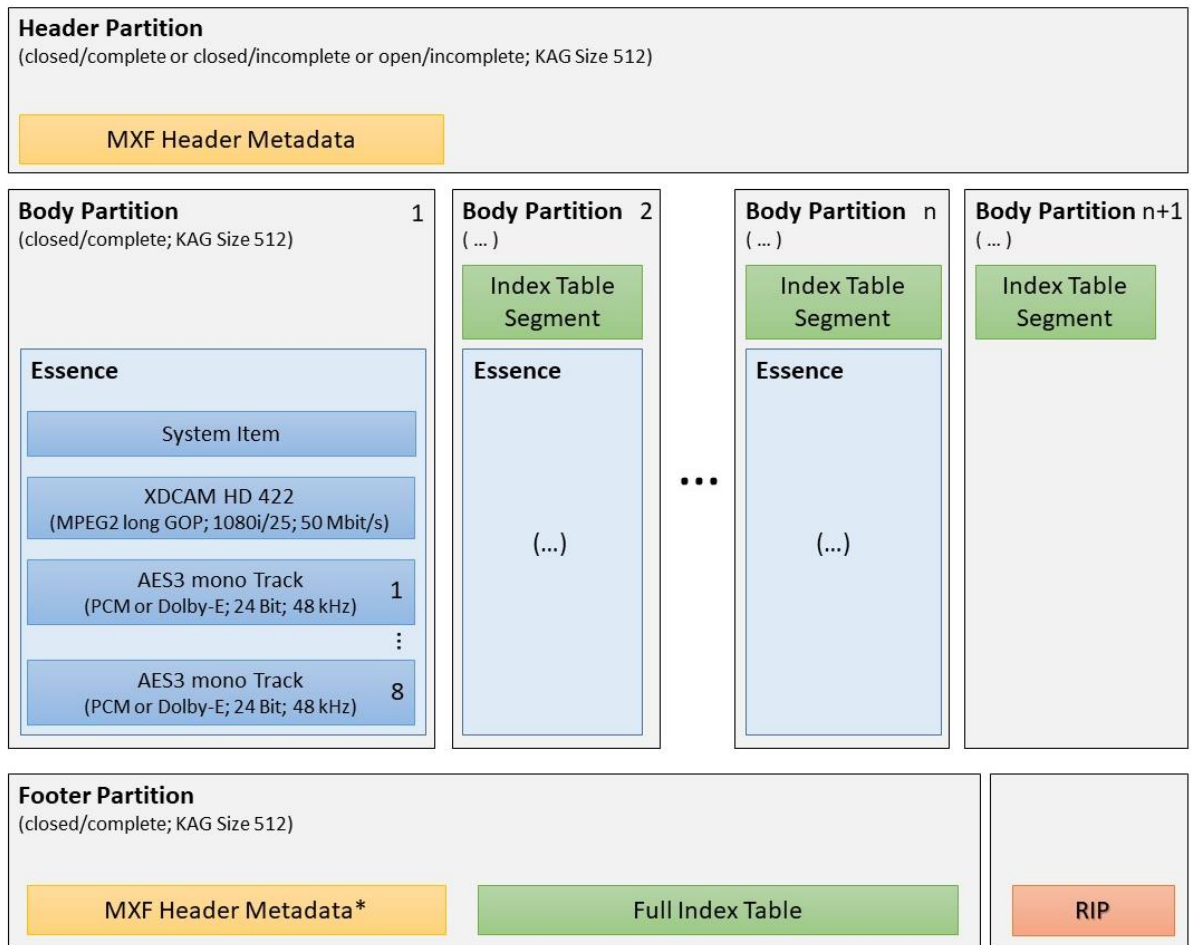 Header Partition
(closed/complete or closed/incomplete or open/incomplete; KAG Size 512)
MXF Header Metadata
Body Partition 1
(closed/complete; KAG Size 512)
Essence
System Item
XDCAM HD 422
(MPEG2 long GOP; 1080i/25; 50 Mbit/s)
AES3 mono Track 1
(PCM or Dolby-E; 24 Bit; 48 kHz)
⋮
AES3 mono Track 8
(PCM or Dolby-E; 24 Bit; 48 kHz)
Body Partition 2
( ... )
Index Table
Segment
Essence
(...)
...
Body Partition n
( ... )
Index Table
Segment
Essence
(...)
Body Partition n+1
( ... )
Index Table
Segment
Footer Partition
(closed/complete; KAG Size 512)
MXF Header Metadata*
Full Index Table
RIP